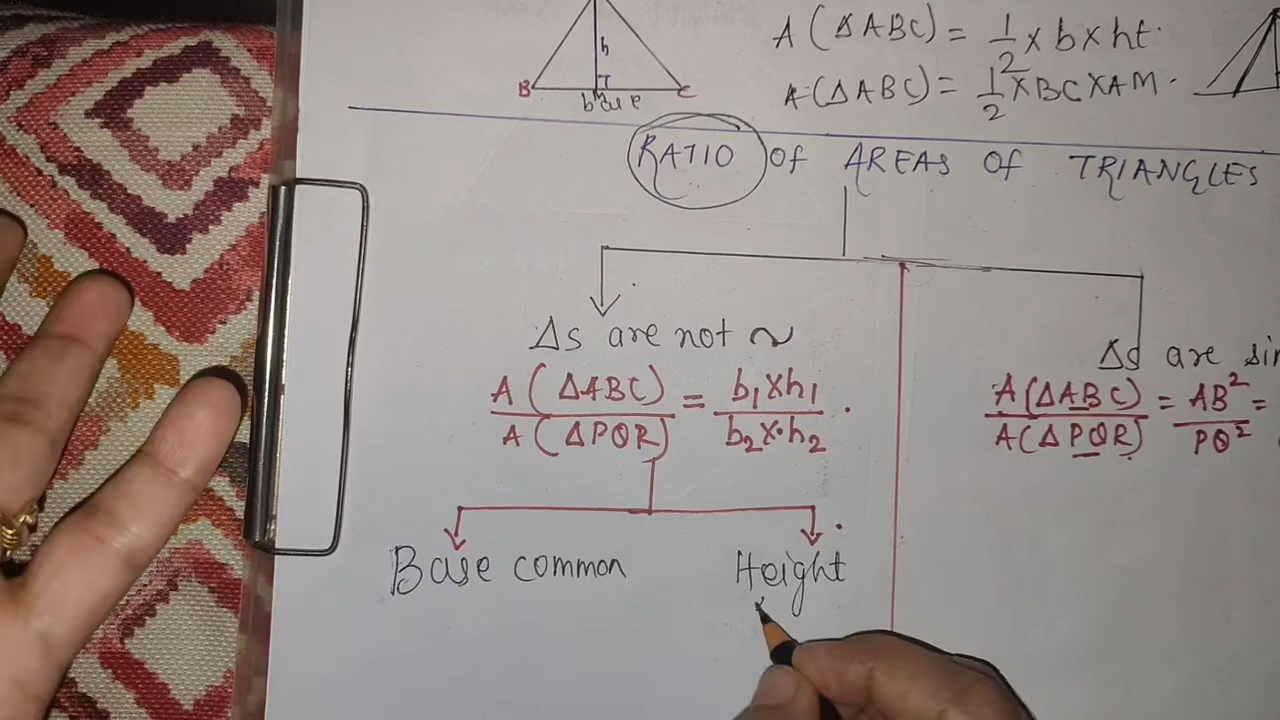 A (ΔABC) = 1/2 x b x ht.
h
A (ΔABC) = 1/2 x BC x AM.
B M C
base
RATIO Of AREAS Of TRIANGLES
Δs are not ~
Δs are
A (ΔABC) / A (ΔPQR) = b1 x h1 / b2 x h2 .
A (ΔABC) / A (ΔPQR) = AB² / PQ² =
Base common
Height